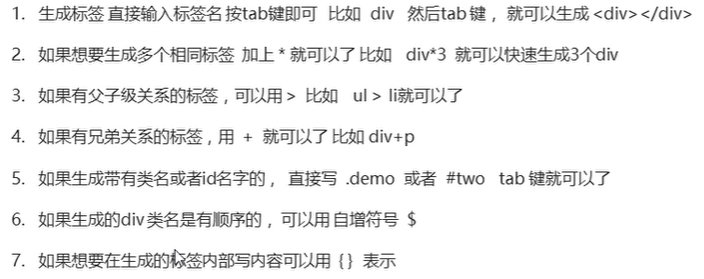 1. 生成标签 直接输入标签名 按tab键即可 比如 div 然后tab 键， 就可以生成 <div></div>
2. 如果想要生成多个相同标签 加上 * 就可以了 比如 div*3 就可以快速生成3个div
3. 如果有父子级关系的标签，可以用 > 比如 ul > li就可以了
4. 如果有兄弟关系的标签，用 + 就可以了 比如 div+p
5. 如果生成带有类名或者id名字的， 直接写 .demo 或者 #two tab 键就可以了
6. 如果生成的div 类名是有顺序的， 可以用 自增符号 $
7. 如果想要在生成的标签内部写内容可以用 { } 表示